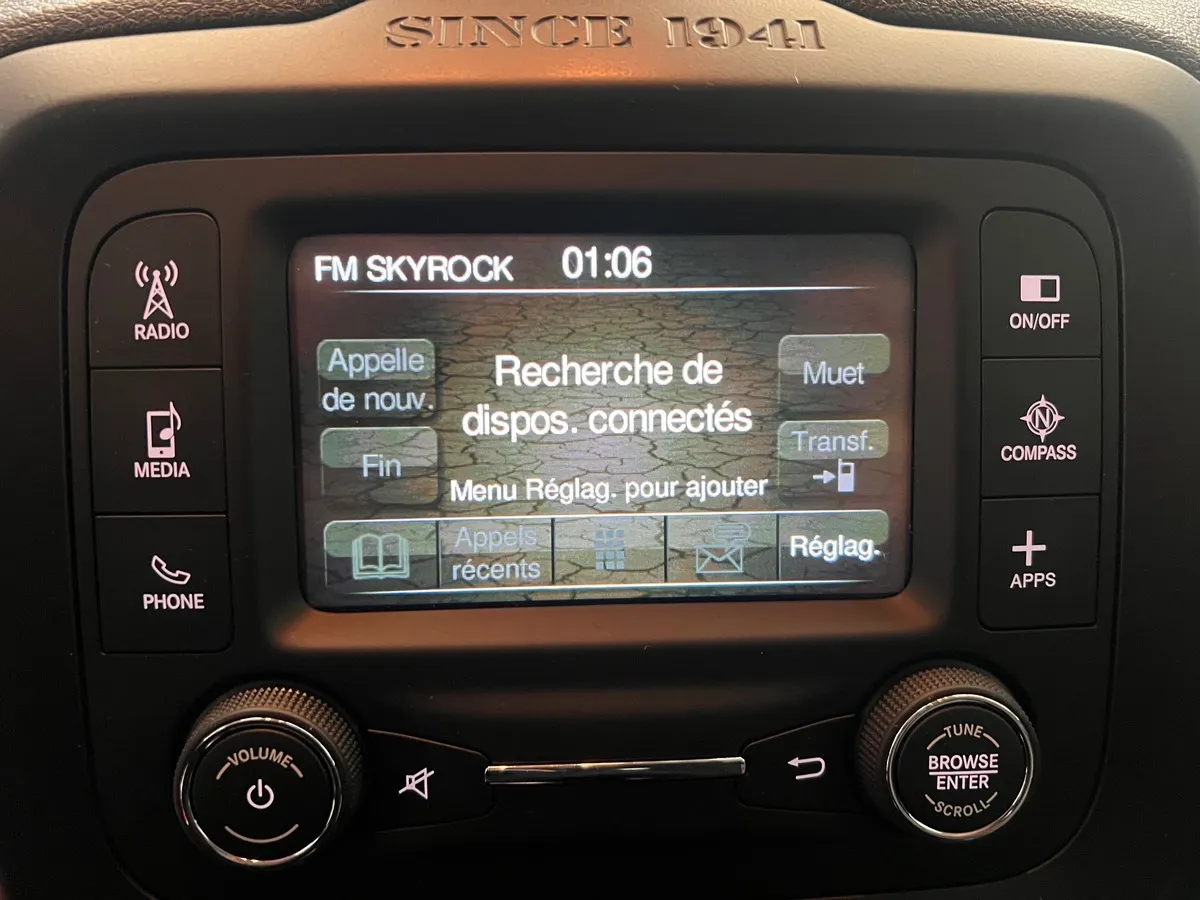 SINCE 1941
FM SKYROCK 01:06
RADIO
MEDIA
PHONE
Appelle
de nouv.
Fin
Recherche de
dispos. connectés
Menu Réglag. pour ajouter
Muet
Transf.
Appels
récents
Réglag.
ON/OFF
N
COMPASS
APPS
VOLUME
TUNE
BROWSE
ENTER
SCROLL